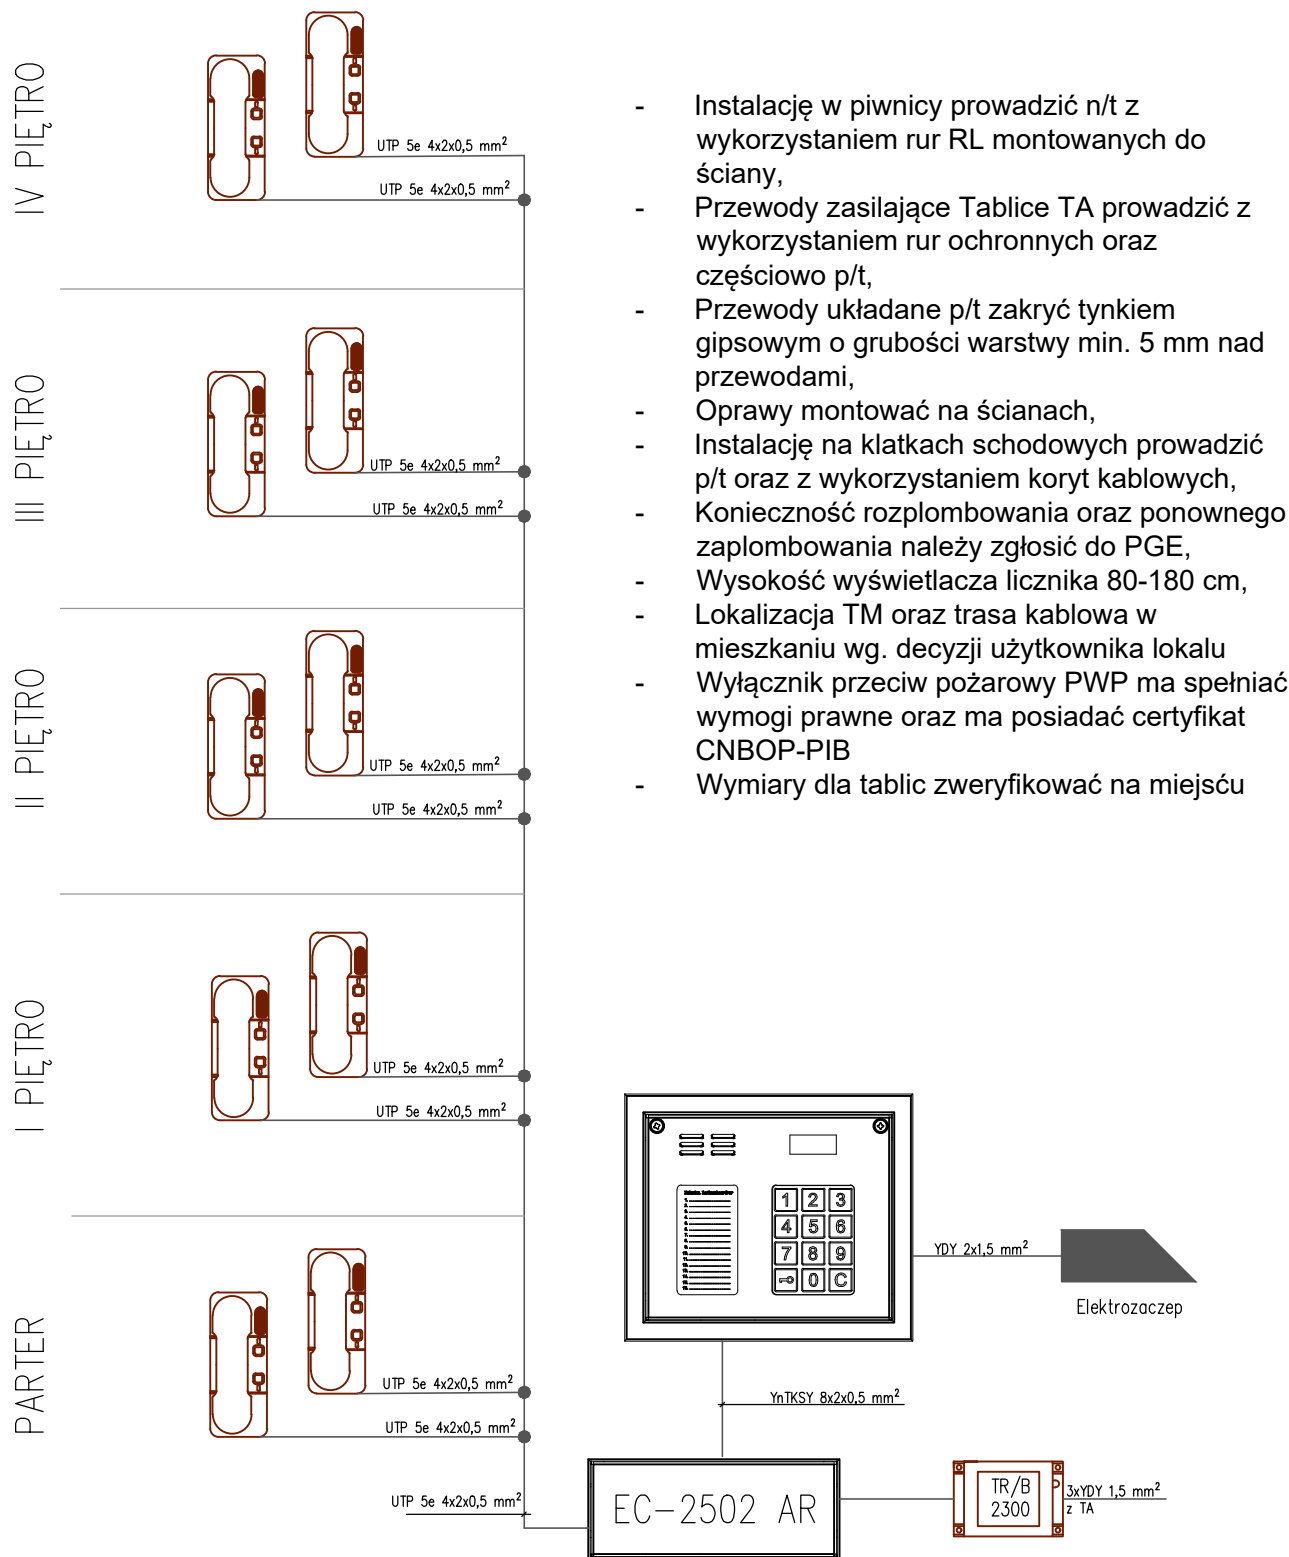 IV PIĘTRO
UTP 5e 4x2x0,5 mm²
UTP 5e 4x2x0,5 mm²
III PIĘTRO
UTP 5e 4x2x0,5 mm²
UTP 5e 4x2x0,5 mm²
II PIĘTRO
UTP 5e 4x2x0,5 mm²
UTP 5e 4x2x0,5 mm²
I PIĘTRO
UTP 5e 4x2x0,5 mm²
UTP 5e 4x2x0,5 mm²
PARTER
UTP 5e 4x2x0,5 mm²
UTP 5e 4x2x0,5 mm²
UTP 5e 4x2x0,5 mm²
- Instalację w piwnicy prowadzić n/t z
wykorzystaniem rur RL montowanych do
ściany,
- Przewody zasilające Tablice TA prowadzić z
wykorzystaniem rur ochronnych oraz
częściowo p/t,
- Przewody układane p/t zakryć tynkiem
gipsowym o grubości warstwy min. 5 mm nad
przewodami,
- Oprawy montować na ścianach,
- Instalację na klatkach schodowych prowadzić
p/t oraz z wykorzystaniem koryt kablowych,
- Konieczność rozplombowania oraz ponownego
zaplombowania należy zgłosić do PGE,
- Wysokość wyświetlacza licznika 80-180 cm,
- Lokalizacja TM oraz trasa kablowa w
mieszkaniu wg. decyzji użytkownika lokalu
- Wyłącznik przeciw pożarowy PWP ma spełniać
wymogi prawne oraz ma posiadać certyfikat
CNBOP-PIB
- Wymiary dla tablic zweryfikować na miejsću
1 2 3
4 5 6
7 8 9
0 C
YDY 2x1,5 mm²
Elektrozaczep
YnTKSY 8x2x0,5 mm²
EC-2502 AR
TR/B
2300
3xYDY 1,5 mm²
z TA